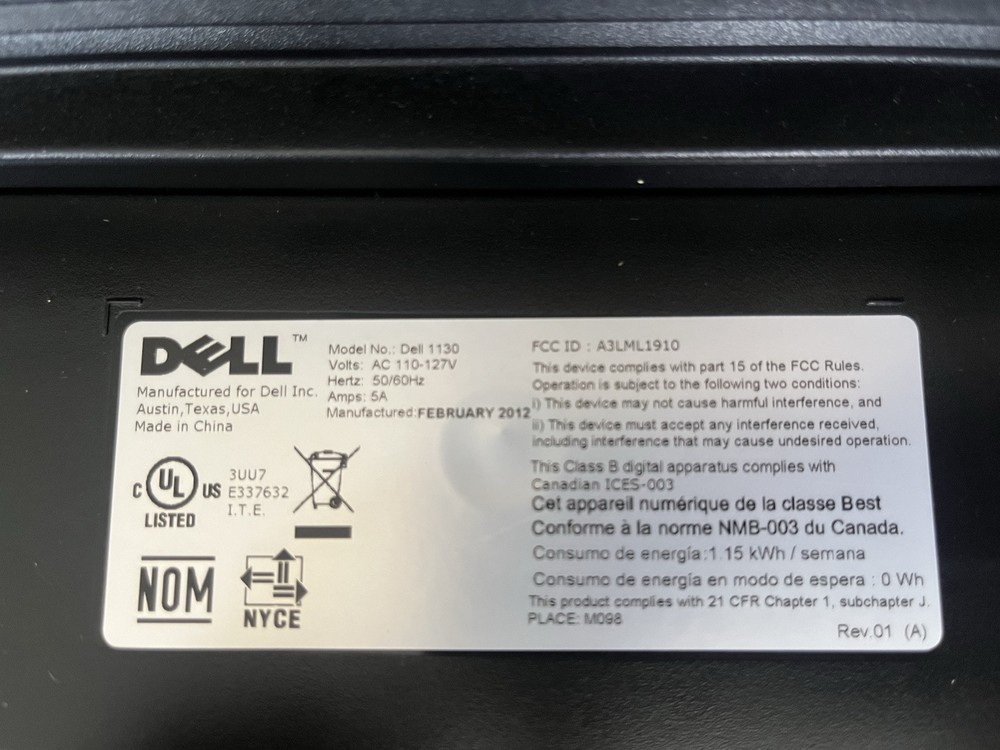 DELL™
Manufactured for Dell Inc.
Austin,Texas,USA
Made in China
Model No.: Dell 1130
Volts: AC 110-127V
Hertz: 50/60Hz
Amps: 5A
Manufactured:FEBRUARY 2012
C UL US
LISTED
3UU7
E337632
I.T.E.
NOM
NYCE
FCC ID : A3LML1910
This device complies with part 15 of the FCC Rules.
Operation is subject to the following two conditions:
i) This device may not cause harmful interference, and
ii) This device must accept any interference received,
including interference that may cause undesired operation.
This Class B digital apparatus complies with
Canadian ICES-003
Cet appareil numérique de la classe Best
Conforme à la norme NMB-003 du Canada.
Consumo de energía:1.15 kWh / semana
Consumo de energía en modo de espera : 0 Wh
This product complies with 21 CFR Chapter 1, subchapter J.
PLACE: M098
Rev.01 (A)